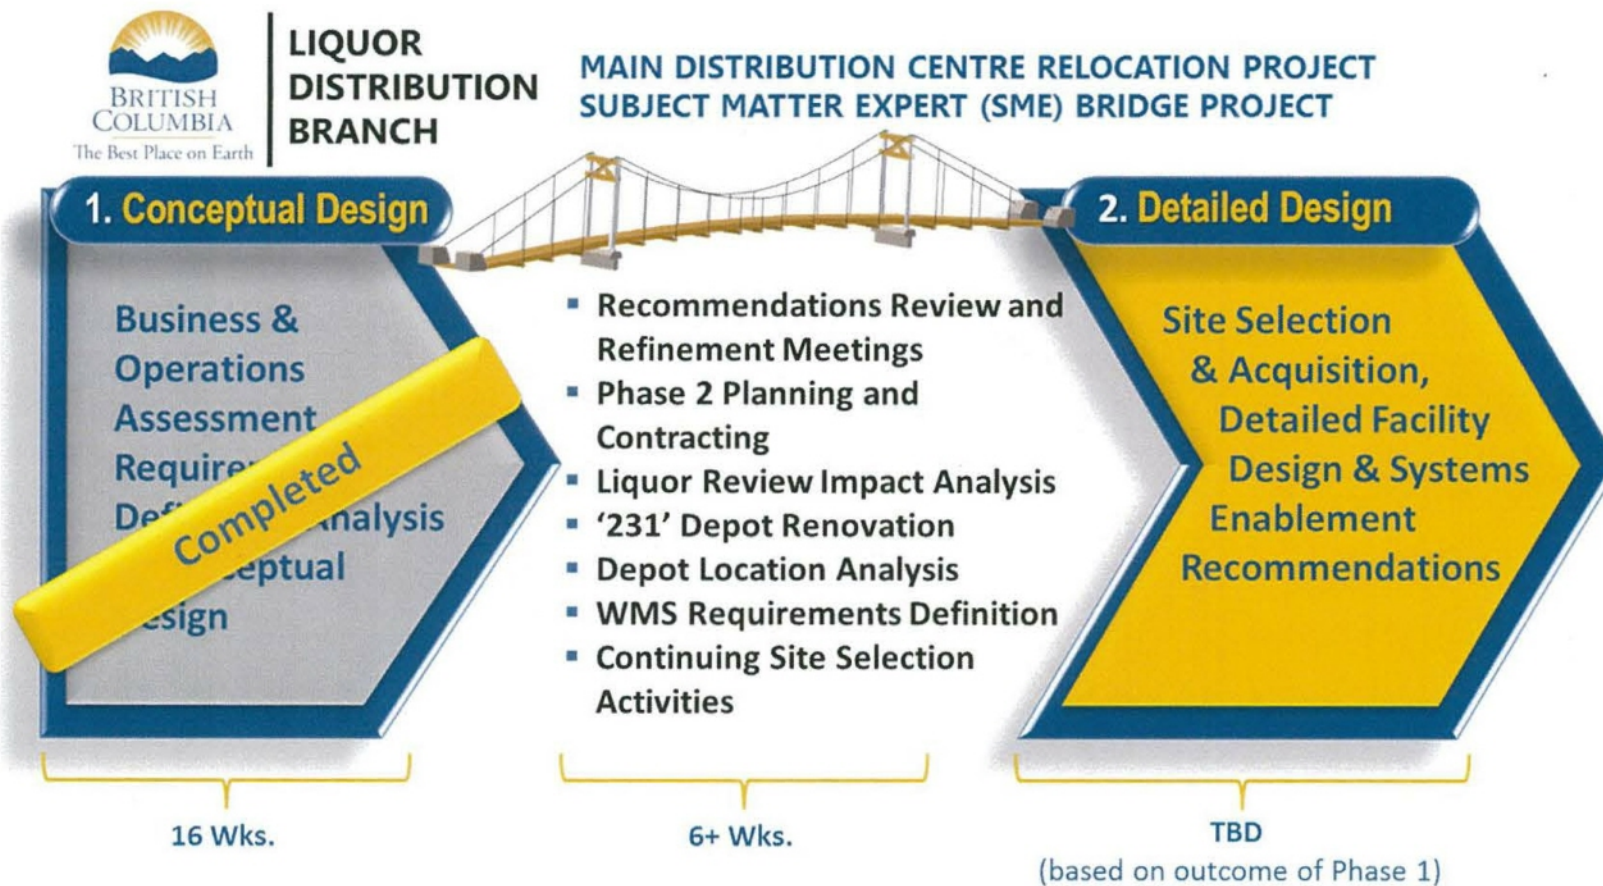 BRITISH
COLUMBIA
The Best Place on Earth
LIQUOR
DISTRIBUTION
BRANCH
MAIN DISTRIBUTION CENTRE RELOCATION PROJECT
SUBJECT MATTER EXPERT (SME) BRIDGE PROJECT
1. Conceptual Design
Business &
Operations
Assessment
Require
De nalysis
ceptual
esign
Completed
16 Wks.
▪ Recommendations Review and
Refinement Meetings
▪ Phase 2 Planning and
Contracting
▪ Liquor Review Impact Analysis
▪ ‘231’ Depot Renovation
▪ Depot Location Analysis
▪ WMS Requirements Definition
▪ Continuing Site Selection
Activities
6+ Wks.
2. Detailed Design
Site Selection
& Acquisition,
Detailed Facility
Design & Systems
Enablement
Recommendations
TBD
(based on outcome of Phase 1)